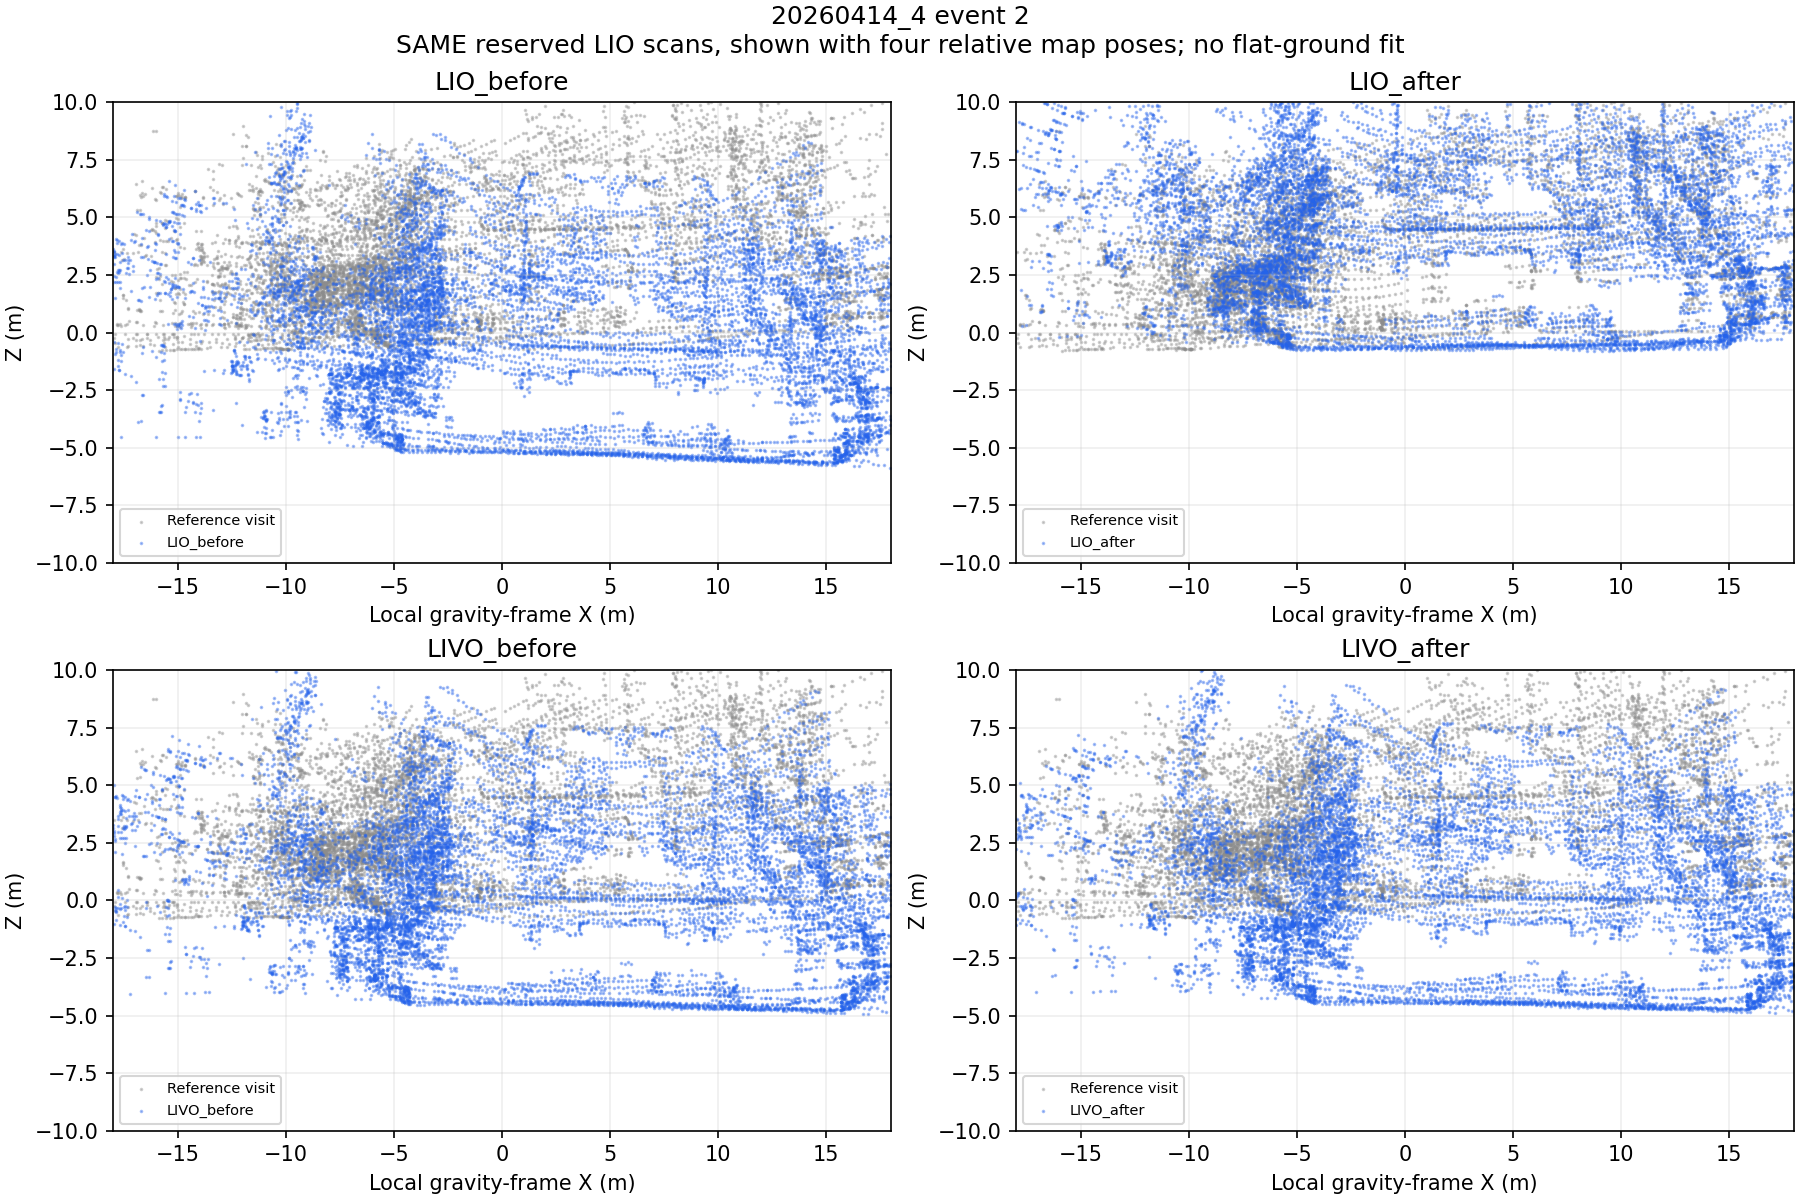 20260414_4 event 2
SAME reserved LIO scans, shown with four relative map poses; no flat-ground fit
LIO_before
10.0
7.5
5.0
2.5
0.0
−2.5
−5.0
−7.5
−10.0
Z (m)
Reference visit
LIO_before
−15
−10
−5
0
5
10
15
Local gravity-frame X (m)
LIO_after
10.0
7.5
5.0
2.5
0.0
−2.5
−5.0
−7.5
−10.0
Z (m)
Reference visit
LIO_after
−15
−10
−5
0
5
10
15
Local gravity-frame X (m)
LIVO_before
10.0
7.5
5.0
2.5
0.0
−2.5
−5.0
−7.5
−10.0
Z (m)
Reference visit
LIVO_before
−15
−10
−5
0
5
10
15
Local gravity-frame X (m)
LIVO_after
10.0
7.5
5.0
2.5
0.0
−2.5
−5.0
−7.5
−10.0
Z (m)
Reference visit
LIVO_after
−15
−10
−5
0
5
10
15
Local gravity-frame X (m)